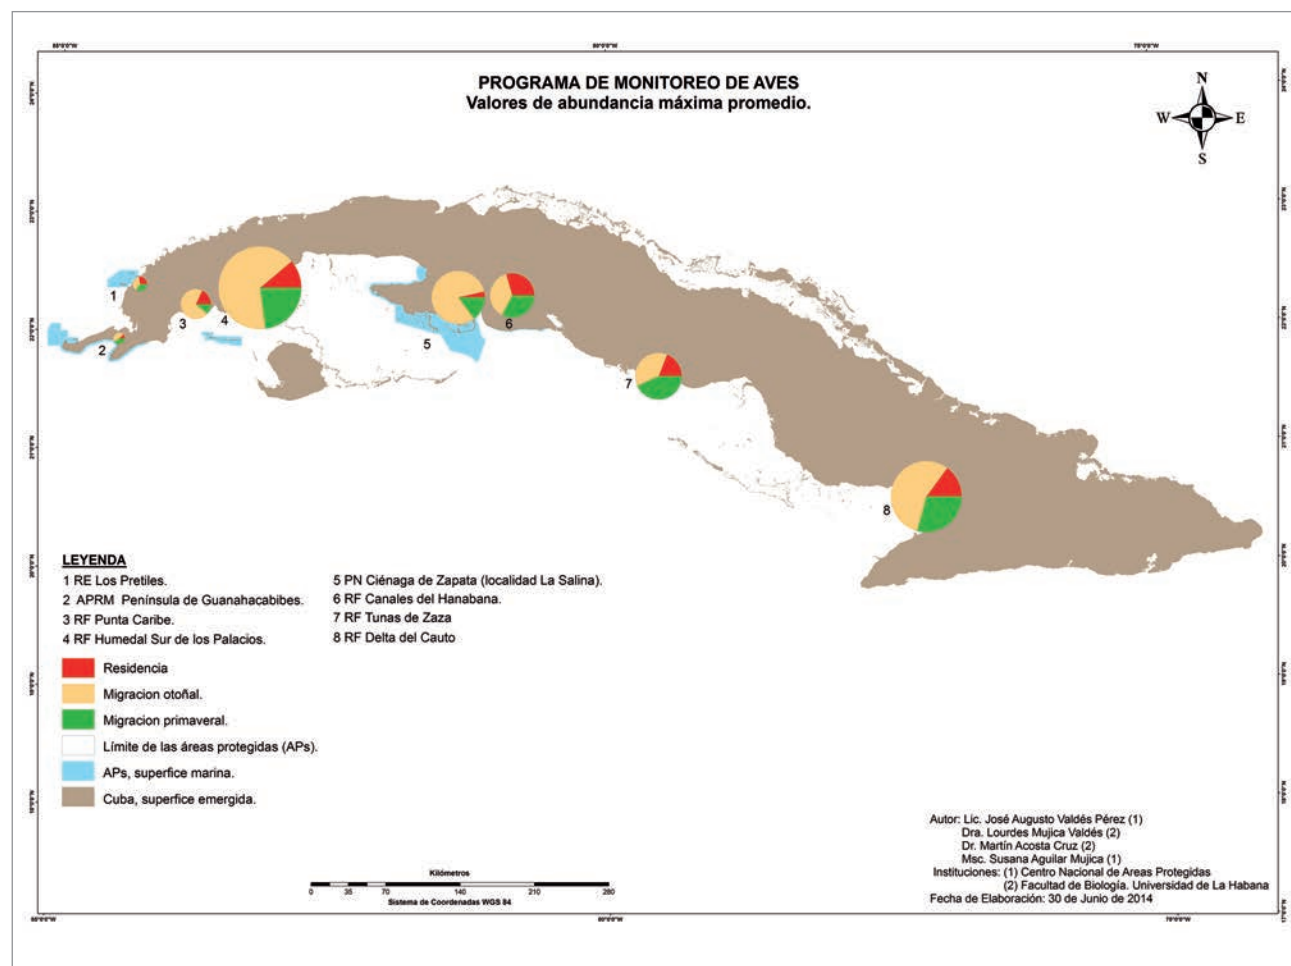 PROGRAMA DE MONITOREO DE AVES
Valores de abundancia máxima promedio.
N
W
E
S
1
2
3
4
5
6
7
8
LEYENDA
1 RE Los Pretiles.
2 APRM Península de Guanahacabibes.
3 RF Punta Caribe.
4 RF Humedal Sur de los Palacios.
5 PN Ciénaga de Zapata (localidad La Salina).
6 RF Canales del Hanabana.
7 RF Tunas de Zaza
8 RF Delta del Cauto
Residencia
Migracion otoñal.
Migracion primaveral.
Límite de las áreas protegidas (APs).
APs, superfice marina.
Cuba, superfice emergida.
Kilómetros
0 35 70 140 210 280
Sistema de Coordenadas WGS 84
Autor: Lic. José Augusto Valdés Pérez (1)
Dra. Lourdes Mujica Valdés (2)
Dr. Martín Acosta Cruz (2)
Msc. Susana Aguilar Mujica (1)
Instituciones: (1) Centro Nacional de Areas Protegidas
(2) Facultad de Biología. Universidad de La Habana
Fecha de Elaboración: 30 de Junio de 2014